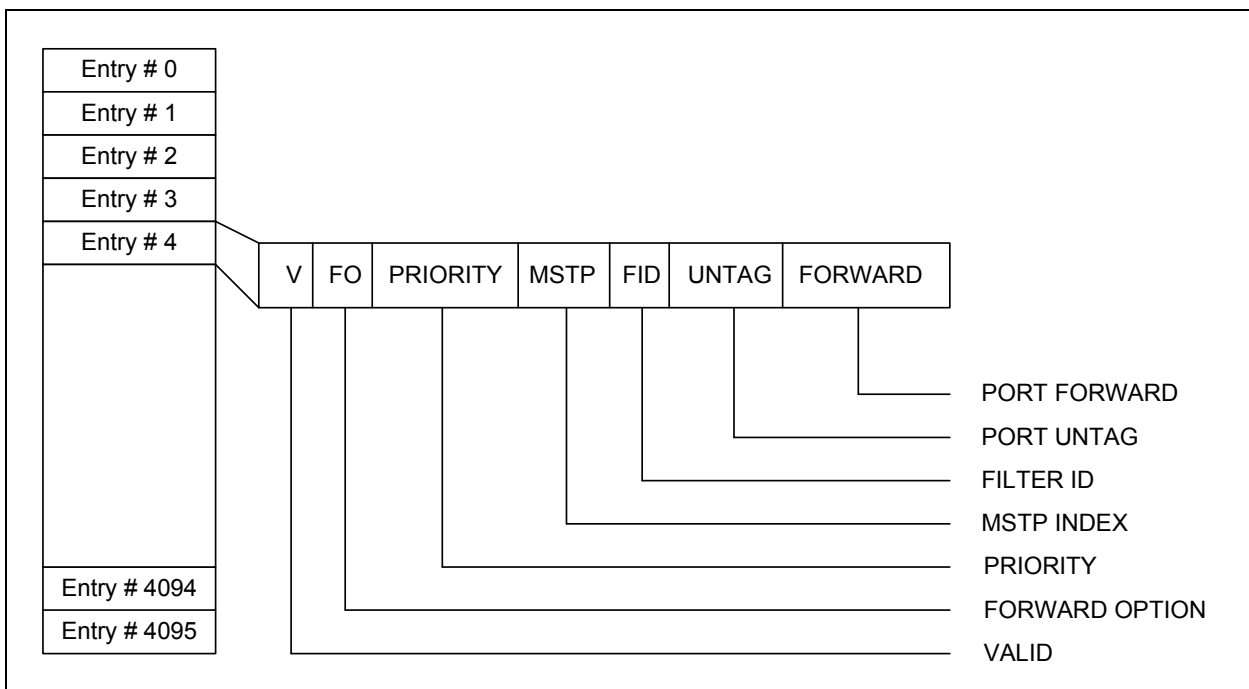 Entry # 0
Entry # 1
Entry # 2
Entry # 3
Entry # 4
V FO PRIORITY MSTP FID UNTAG FORWARD
PORT FORWARD
PORT UNTAG
FILTER ID
MSTP INDEX
PRIORITY
FORWARD OPTION
VALID
Entry # 4094
Entry # 4095